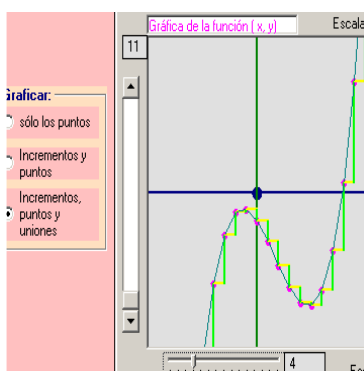 Gráfica de la función ( x, y)
Escala
11
Graficar:
sólo los puntos
Incrementos y
puntos
Incrementos,
puntos y
uniones
4